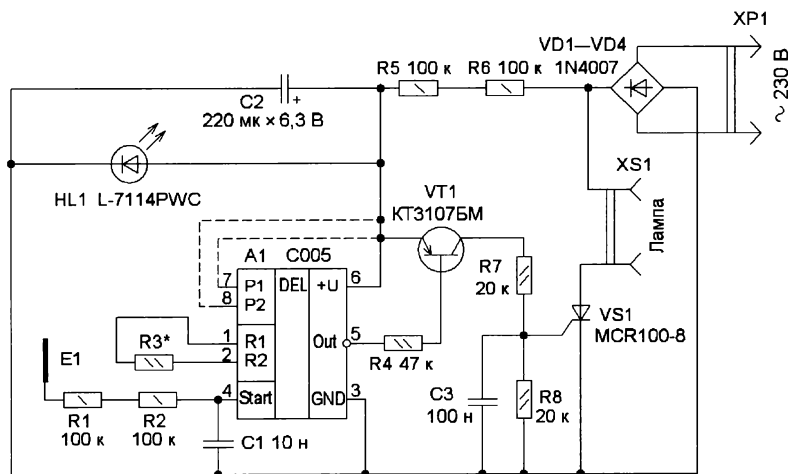 XP1
VD1—VD4
1N4007
R5 100 к
R6 100 к
~ 230 В
C2
+
220 мк × 6,3 В
XS1
Лампа
HL1 L-7114PWC
VT1
КТ3107БМ
A1
C005
7
P1
DEL
+U
6
8
P2
R7
20 к
VS1
MCR100-8
1
R1
R3*
2
R2
Out
5
R4 47 к
E1
4
Start
GND
3
C3
100 н
R8
20 к
R1
100 к
R2
100 к
C1 10 н